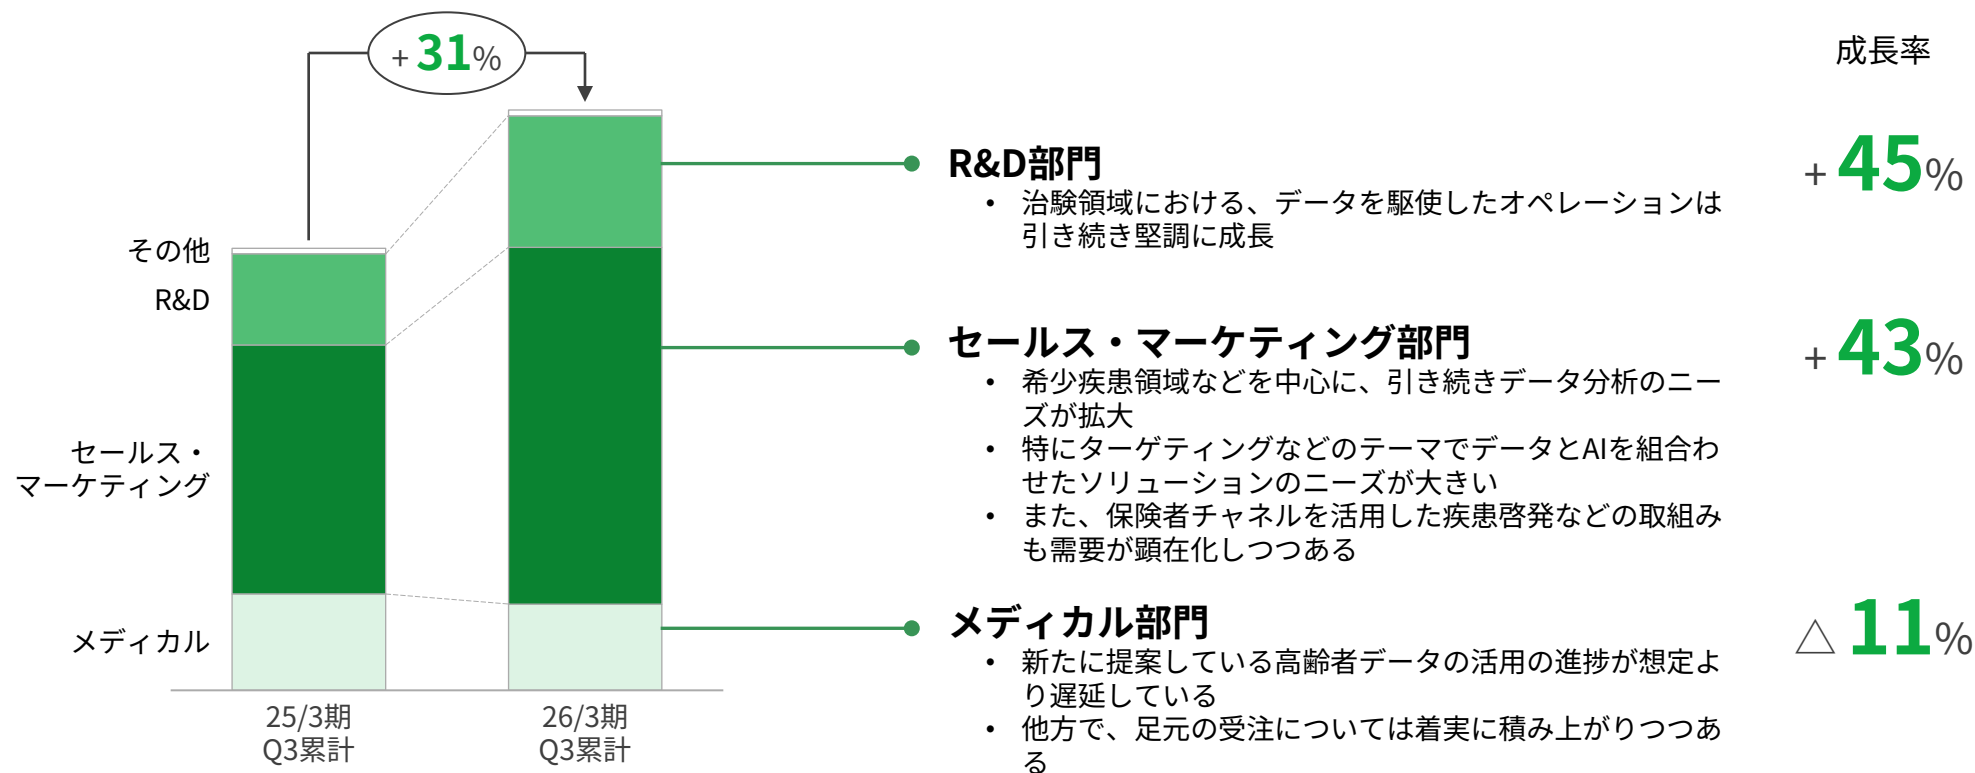 + 31%
その他
R&D
セールス・
マーケティング
メディカル
25/3期
Q3累計
26/3期
Q3累計
成長率
R&D部門
+ 45%
• 治験領域における、データを駆使したオペレーションは
引き続き堅調に成長
セールス・マーケティング部門
+ 43%
• 希少疾患領域などを中心に、引き続きデータ分析のニー
ズが拡大
• 特にターゲティングなどのテーマでデータとAIを組合わ
せたソリューションのニーズが大きい
• また、保険者チャネルを活用した疾患啓発などの取組み
も需要が顕在化しつつある
メディカル部門
△ 11%
• 新たに提案している高齢者データの活用の進捗が想定よ
り遅延している
• 他方で、足元の受注については着実に積み上がりつつあ
る